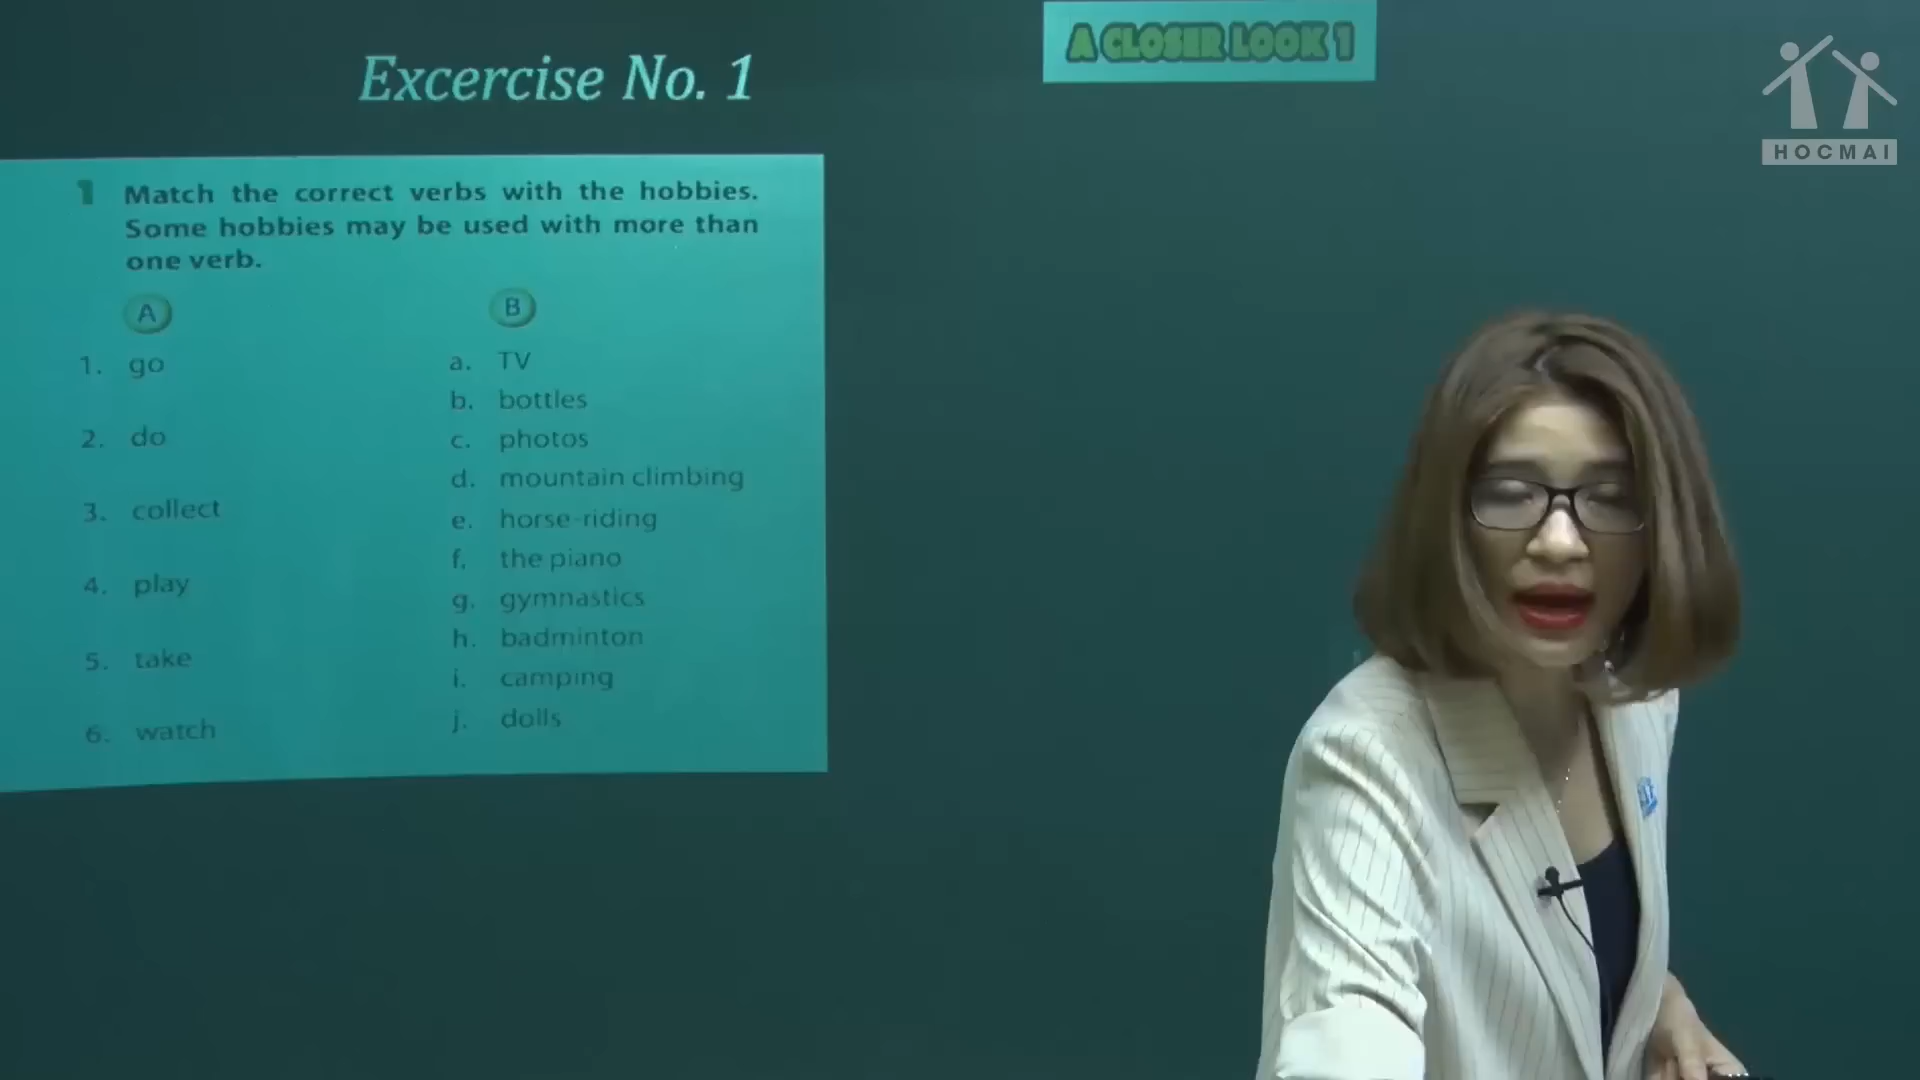 Excercise No. 1
A CLOSER LOOK 1
HOCMAI
1 Match the correct verbs with the hobbies.
Some hobbies may be used with more than
one verb.
A
B
1. go
2. do
3. collect
4. play
5. take
6. watch
a. TV
b. bottles
c. photos
d. mountain climbing
e. horse-riding
f. the piano
g. gymnastics
h. badminton
i. camping
j. dolls